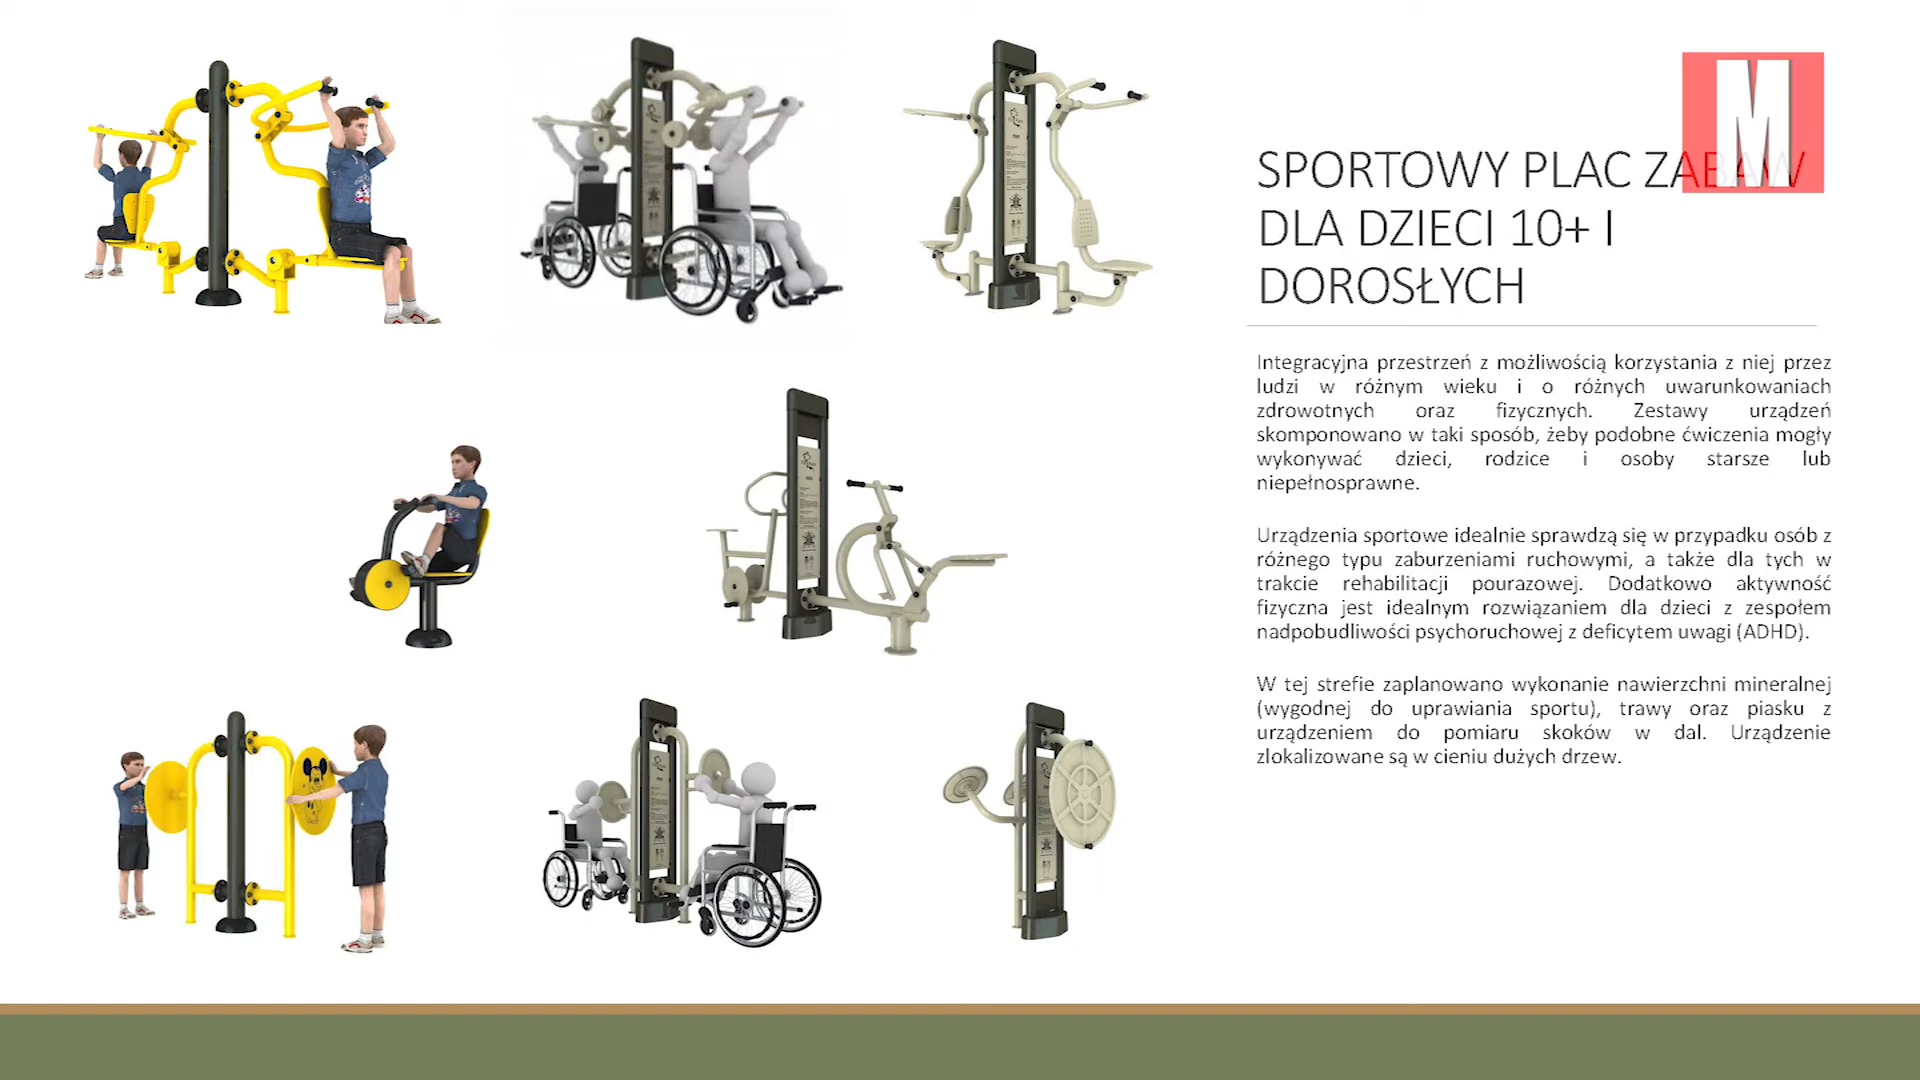 M
SPORTOWY PLAC ZABAW
DLA DZIECI 10+ I
DOROSŁYCH
Integracyjna przestrzeń z możliwością korzystania z niej przez
ludzi w różnym wieku i o różnych uwarunkowaniach
zdrowotnych oraz fizycznych. Zestawy urządzeń
skomponowano w taki sposób, żeby podobne ćwiczenia mogły
wykonywać dzieci, rodzice i osoby starsze lub
niepełnosprawne.
Urządzenia sportowe idealnie sprawdzą się w przypadku osób z
różnego typu zaburzeniami ruchowymi, a także dla tych w
trakcie rehabilitacji pourazowej. Dodatkowo aktywność
fizyczna jest idealnym rozwiązaniem dla dzieci z zespołem
nadpobudliwości psychoruchowej z deficytem uwagi (ADHD).
W tej strefie zaplanowano wykonanie nawierzchni mineralnej
(wygodnej do uprawiania sportu), trawy oraz piasku z
urządzeniem do pomiaru skoków w dal. Urządzenie
zlokalizowane są w cieniu dużych drzew.